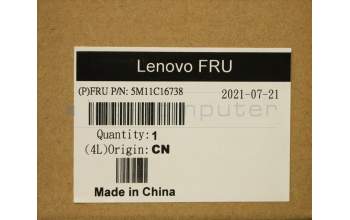 Lenovo FRU
(P)FRU P/N: 5M11C16738 2021-07-21
Quantity: 1
(4L)Origin: CN
Made in China